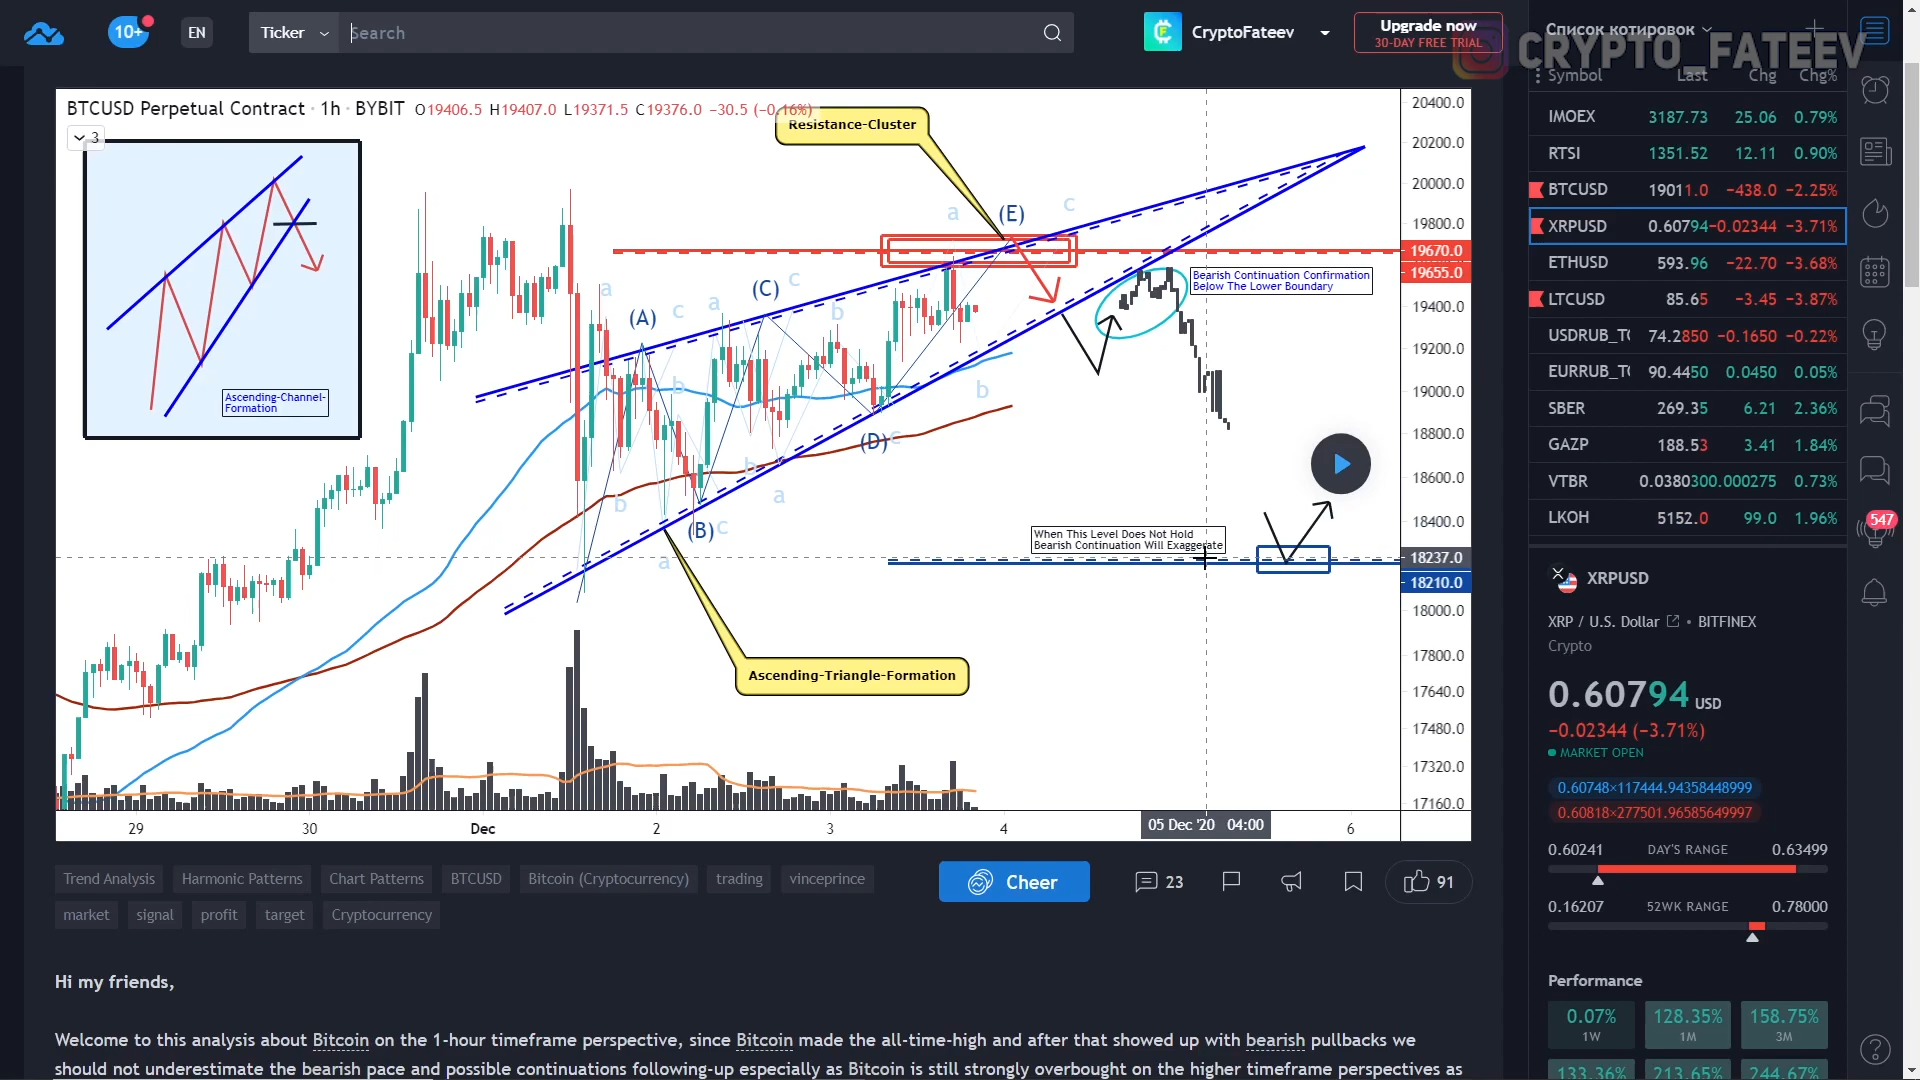 10+
EN
Ticker
Search
CryptoFateev
Upgrade now
30-DAY FREE TRIAL
Список котировок
CRYPTO_FATEEV
BTCUSD Perpetual Contract · 1h · BYBIT O19406.5 H19407.0 L19371.5 C19376.0 −30.5 (−0.16%)
3
Resistance-Cluster
Ascending-Channel-
Formation
Bearish Continuation Confirmation
Below The Lower Boundary
When This Level Does Not Hold
Bearish Continuation Will Exaggerate
Ascending-Triangle-Formation
(A)
(B)
(C)
(D)
(E)
a
b
c
a
b
c
a
b
c
a
b
c
a
b
c
20400.0
20200.0
20000.0
19800.0
19670.0
19655.0
19400.0
19200.0
19000.0
18800.0
18600.0
18400.0
18237.0
18210.0
18000.0
17800.0
17640.0
17480.0
17320.0
17160.0
29
30
Dec
2
3
4
05 Dec '20 04:00
6
Trend Analysis
Harmonic Patterns
Chart Patterns
BTCUSD
Bitcoin (Cryptocurrency)
trading
vinceprince
market
signal
profit
target
Cryptocurrency
Cheer
23
91
Hi my friends,
Welcome to this analysis about Bitcoin on the 1-hour timeframe perspective, since Bitcoin made the all-time-high and after that showed up with bearish pullbacks we
should not underestimate the bearish pace and possible continuations following-up especially as Bitcoin is still strongly overbought on the higher timeframe perspectives as
Symbol Last Chg Chg%
IMOEX 3187.73 25.06 0.79%
RTSI 1351.52 12.11 0.90%
BTCUSD 19011.0 −438.0 −2.25%
XRPUSD 0.60794 −0.02344 −3.71%
ETHUSD 593.96 −22.70 −3.68%
LTCUSD 85.65 −3.45 −3.87%
USDRUB_TO 74.2850 −0.1650 −0.22%
EURRUB_TO 90.4450 0.0450 0.05%
SBER 269.35 6.21 2.36%
GAZP 188.53 3.41 1.84%
VTBR 0.0380300.000275 0.73%
LKOH 5152.0 99.0 1.96%
547
XRPUSD
XRP / U.S. Dollar • BITFINEX
Crypto
0.60794 USD
−0.02344 (−3.71%)
MARKET OPEN
0.60748×117444.94358448999
0.60818×277501.96585649997
0.60241 DAY'S RANGE 0.63499
0.16207 52WK RANGE 0.78000
Performance
0.07% 128.35% 158.75%
1W 1M 3M
133.36% 213.65% 244.67%